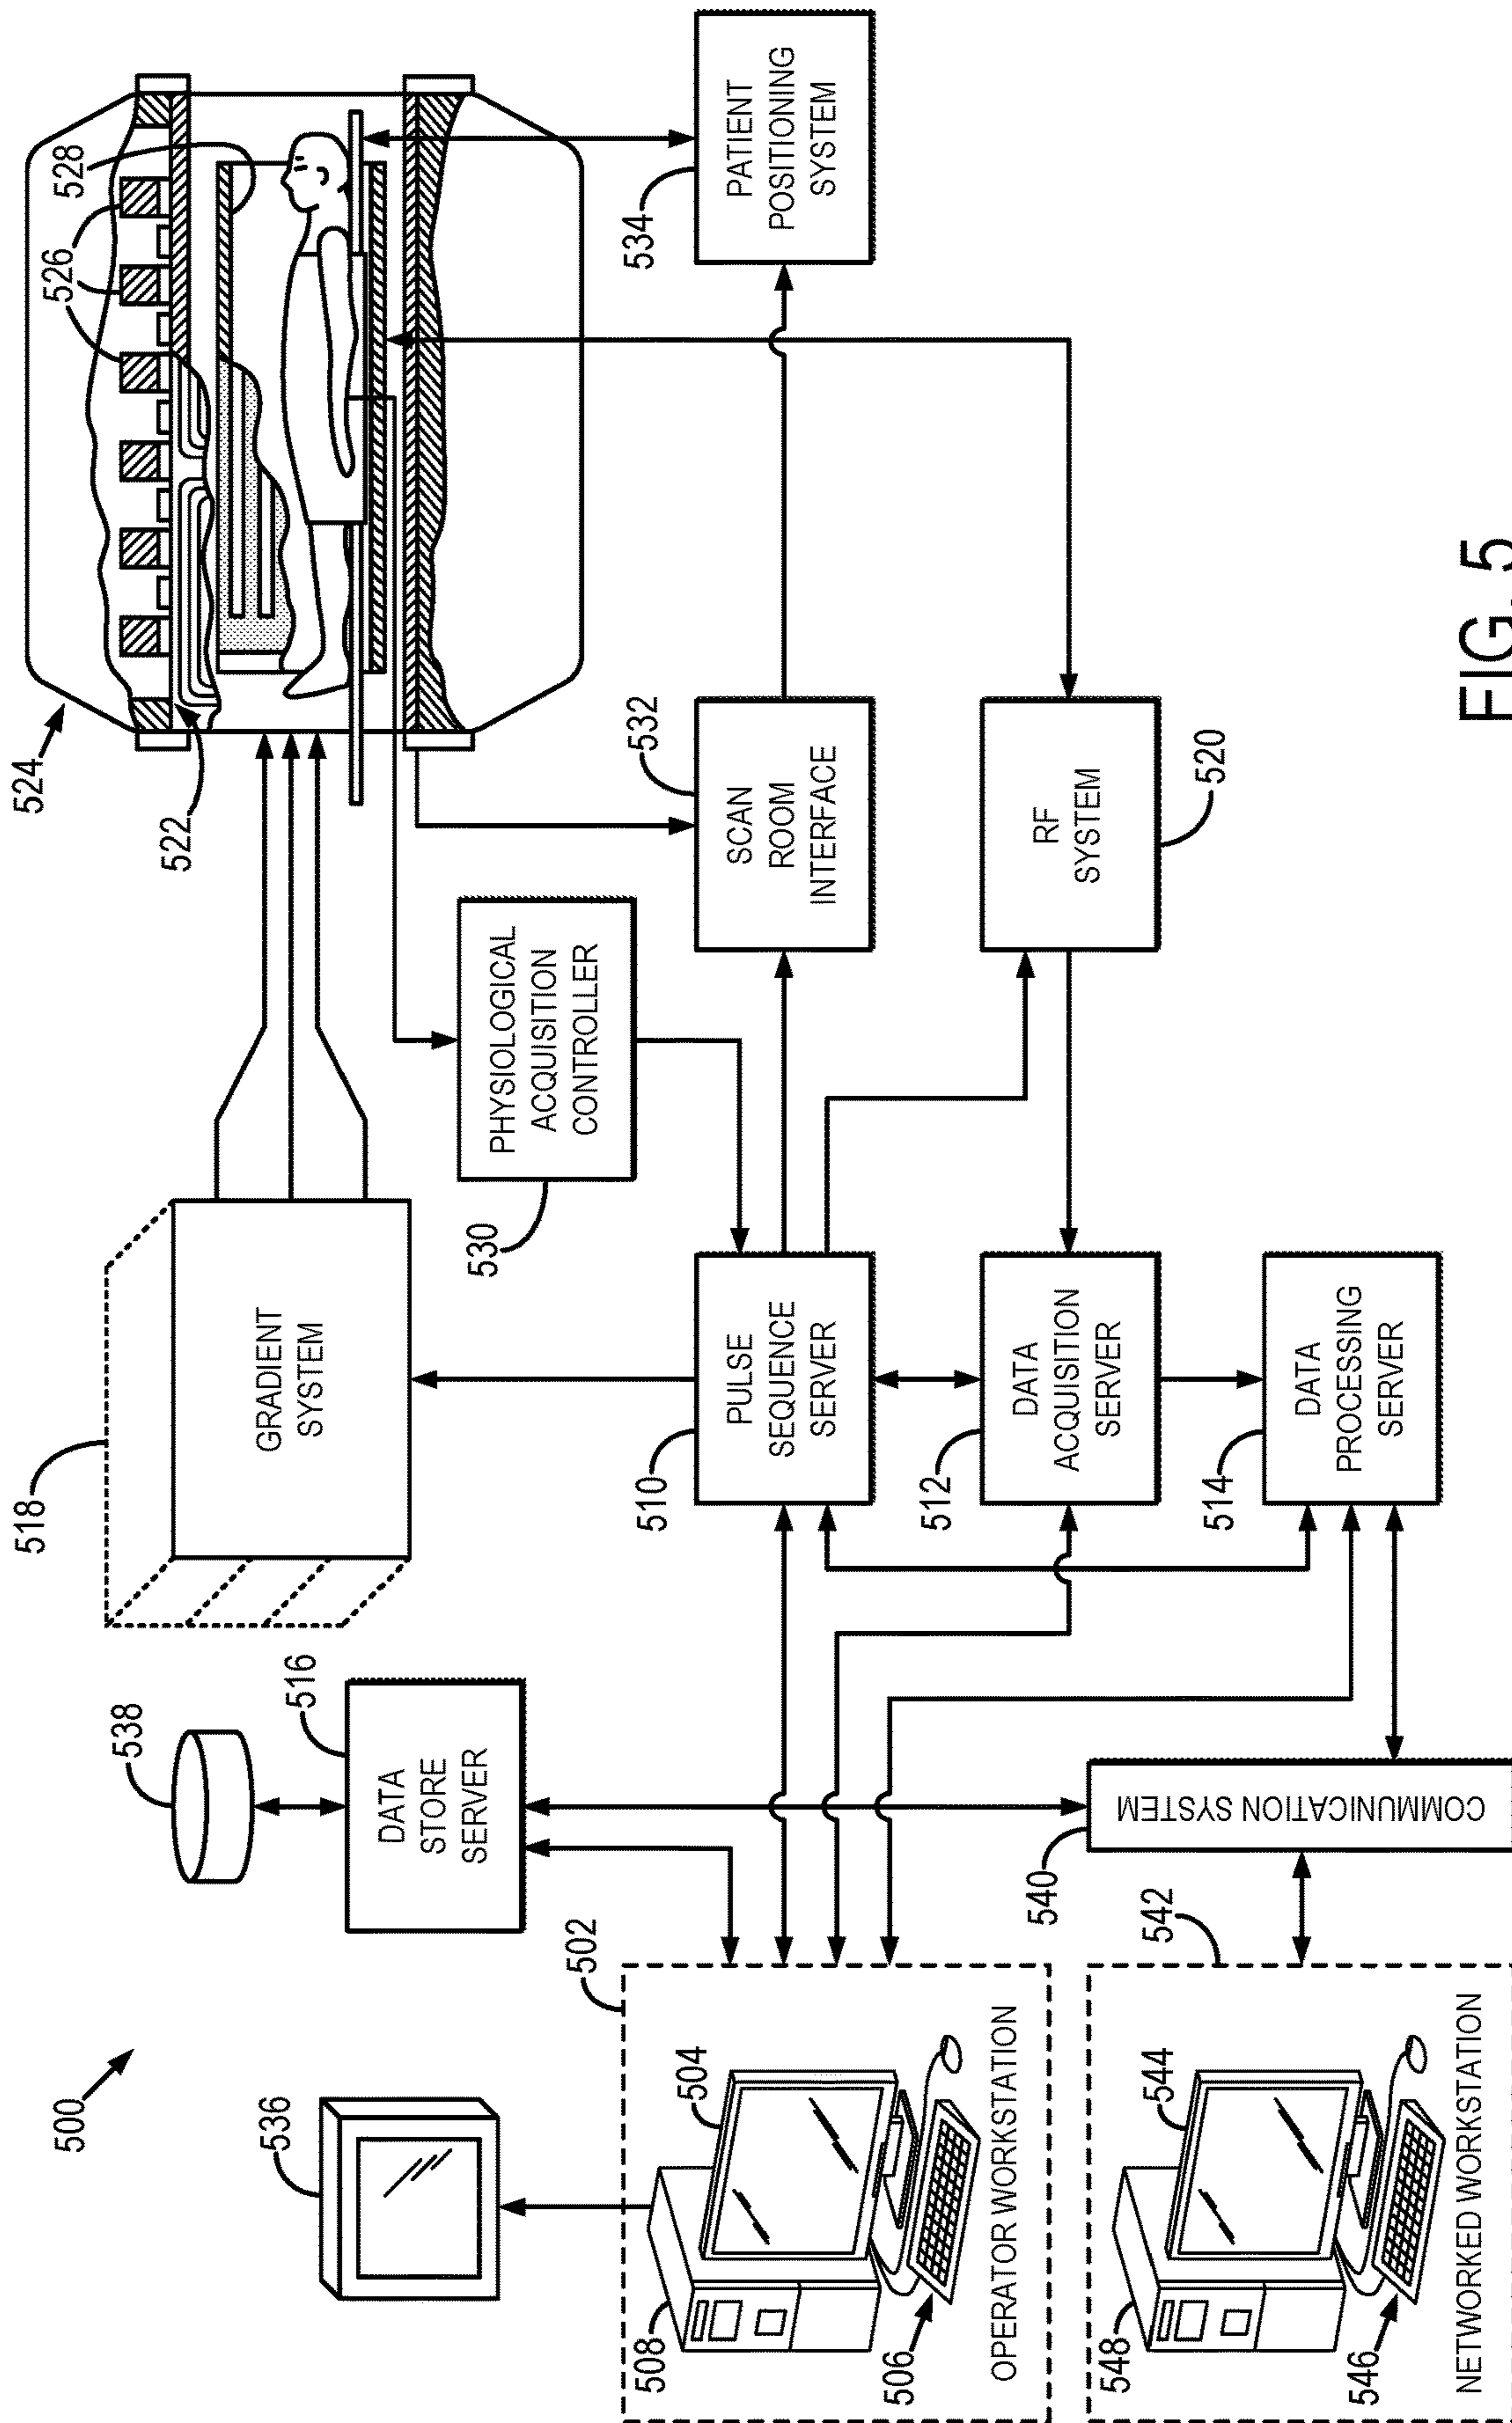 500
536
538
516
DATA
STORE
SERVER
518
GRADIENT
SYSTEM
524
522
526
528
530
PHYSIOLOGICAL
ACQUISITION
CONTROLLER
502
504
508
506
OPERATOR WORKSTATION
510
PULSE
SEQUENCE
SERVER
532
SCAN
ROOM
INTERFACE
534
PATIENT
POSITIONING
SYSTEM
512
DATA
ACQUISITION
SERVER
520
RF
SYSTEM
514
DATA
PROCESSING
SERVER
540
COMMUNICATION SYSTEM
542
544
548
546
NETWORKED WORKSTATION
FIG. 5